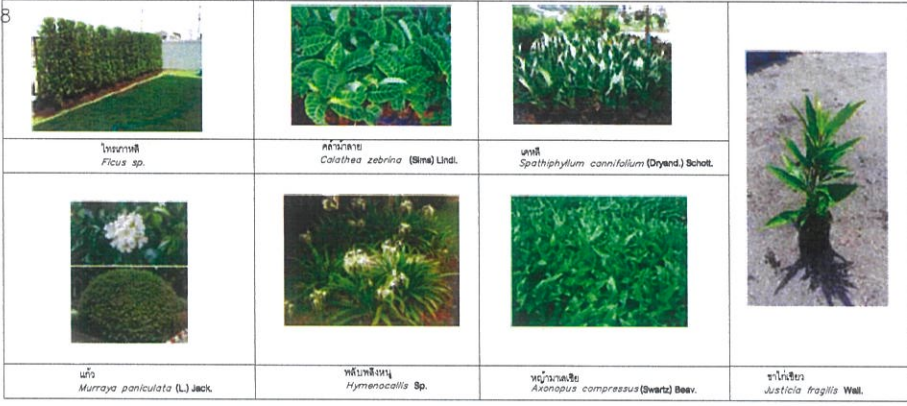 8
ไทรเกาหลี
Ficus sp.
คล้าม้าลาย
Calathea zebrina (Sims) Lindl.
เดหลี
Spathiphyllum cannifolium (Dryand.) Schott.
แก้ว
Murraya paniculata (L.) Jack.
พลับพลึงหนู
Hymenocallis Sp.
หญ้ามาเลเซีย
Axonopus compressus (Swartz) Beav.
ขาไก่เขียว
Justicia fragilis Wall.